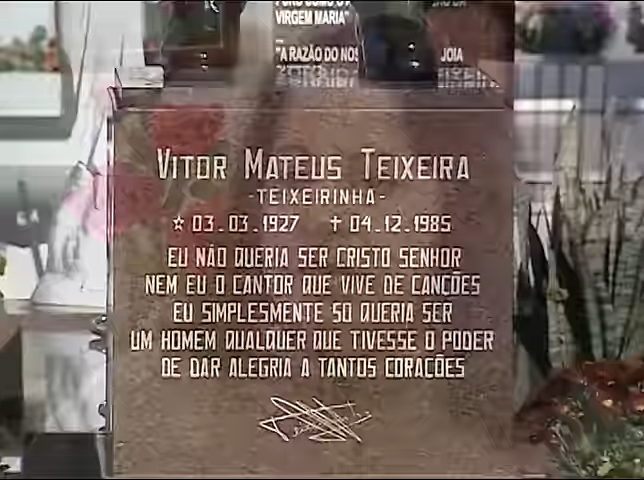 VIRGEM MARIA"
"A RAZÃO DO NOS
JOIA
VITOR MATEUS TEIXEIRA
-TEIXEIRINHA-
☆ 03.03.1927 ✝ 04.12.1985
EU NÃO QUERIA SER CRISTO SENHOR
NEM EU O CANTOR QUE VIVE DE CANÇÕES
EU SIMPLESMENTE SO QUERIA SER
UM HOMEM QUALQUER QUE TIVESSE O PODER
DE DAR ALEGRIA A TANTOS CORAÇÕES